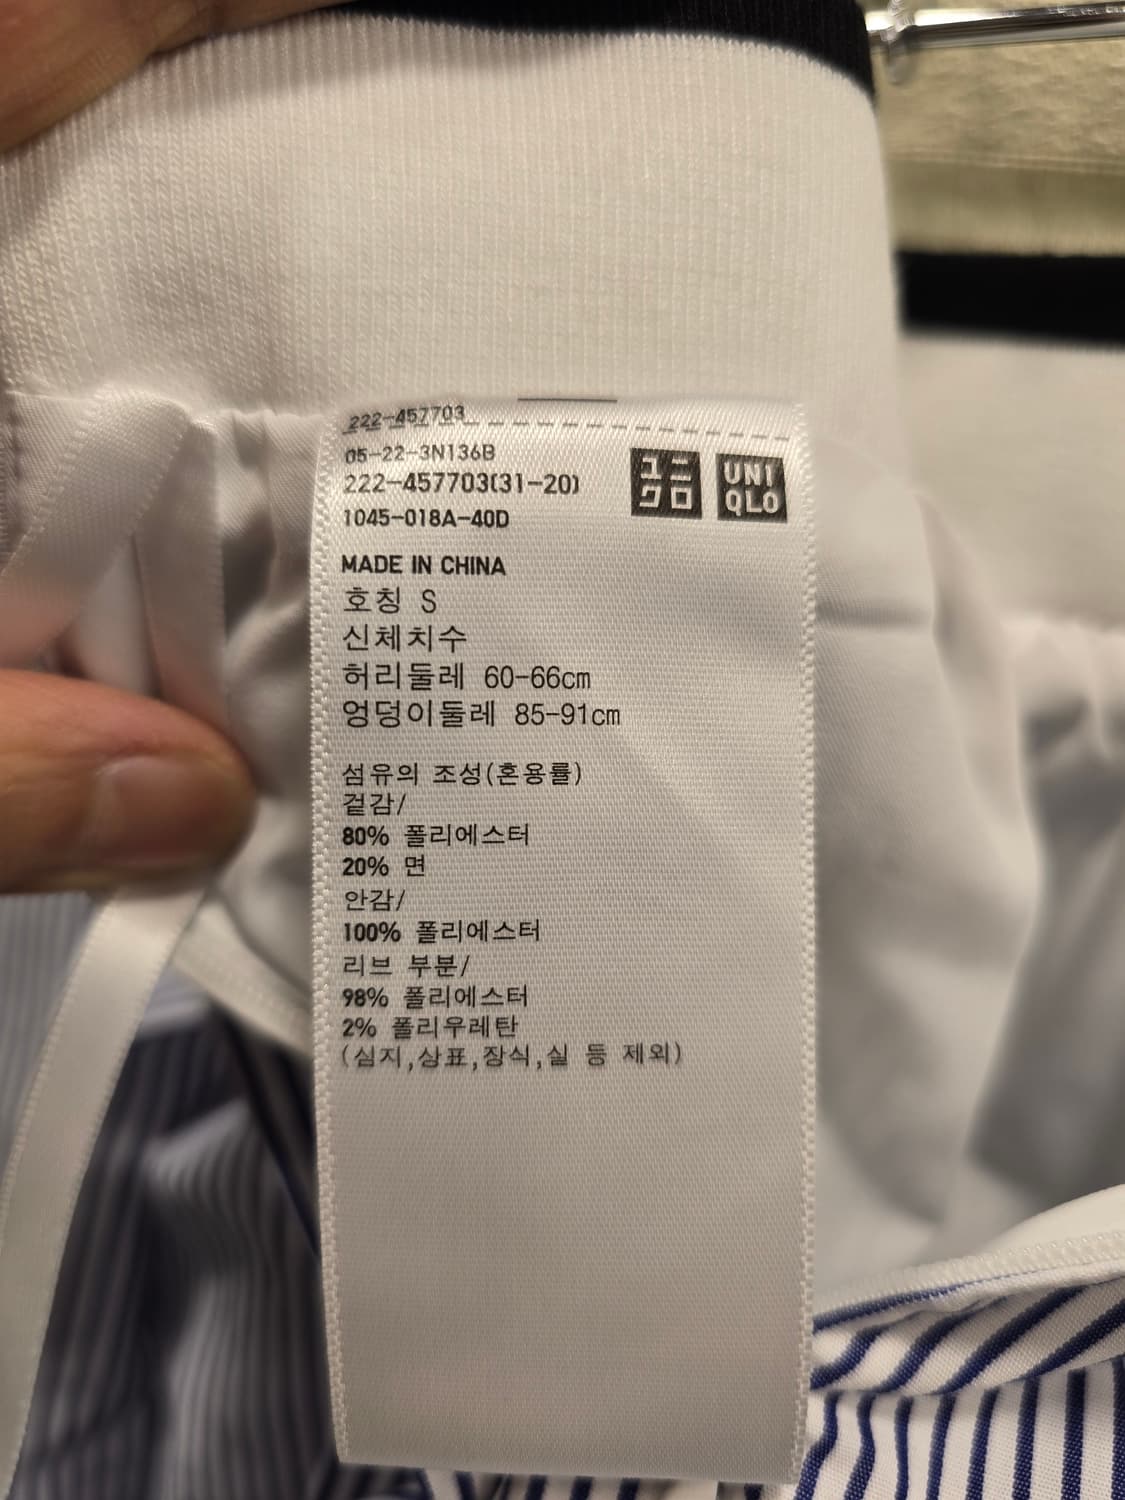 222-457703
05-22-3N136B
222-457703(31-20)
1045-018A-40D
ユニ
クロ
UNI
QLO
MADE IN CHINA
호칭 S
신체치수
허리둘레 60-66cm
엉덩이둘레 85-91cm
섬유의 조성(혼용률)
겉감/
80% 폴리에스터
20% 면
안감/
100% 폴리에스터
리브 부분/
98% 폴리에스터
2% 폴리우레탄
(심지,상표,장식,실 등 제외)